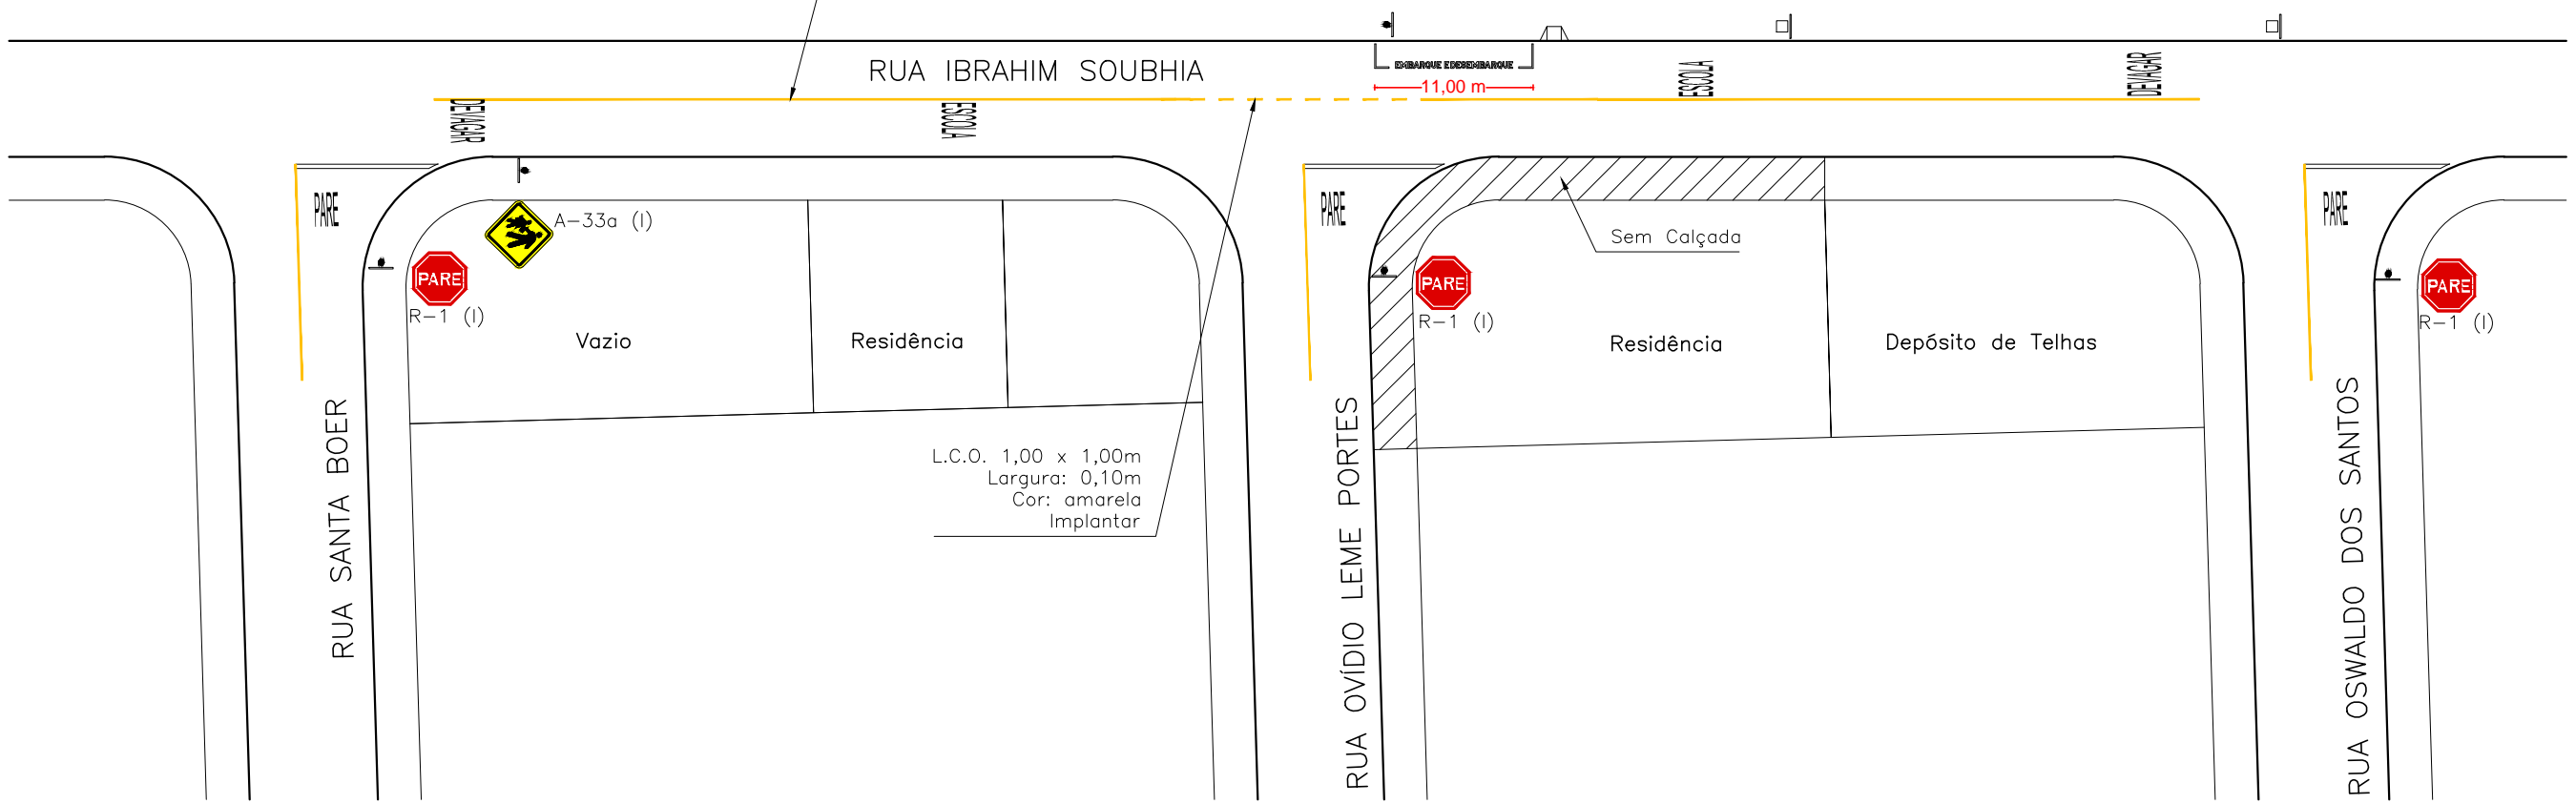 RUA IBRAHIM SOUBHIA
EMBARQUE E DESEMBARQUE
11,00 m
DEVAGAR
ESCOLA
ESCOLA
DEVAGAR
PARE
A-33a (I)
PARE
R-1 (I)
Vazio
Residência
PARE
Sem Calçada
PARE
R-1 (I)
Residência
Depósito de Telhas
PARE
PARE
R-1 (I)
L.C.O. 1,00 x 1,00m
Largura: 0,10m
Cor: amarela
Implantar
RUA SANTA BOER
RUA OVÍDIO LEME PORTES
RUA OSWALDO DOS SANTOS